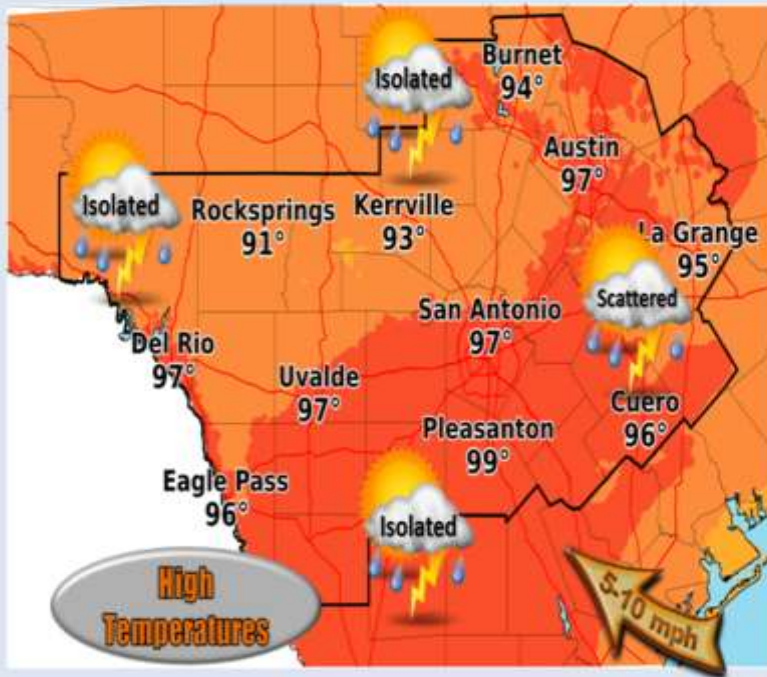 Isolated
Burnet
94°
Austin
97°
Isolated
Rocksprings
91°
Kerrville
93°
La Grange
95°
Scattered
San Antonio
97°
Del Rio
97°
Uvalde
97°
Cuero
96°
Pleasanton
99°
Eagle Pass
96°
Isolated
High
Temperatures
5-10 mph